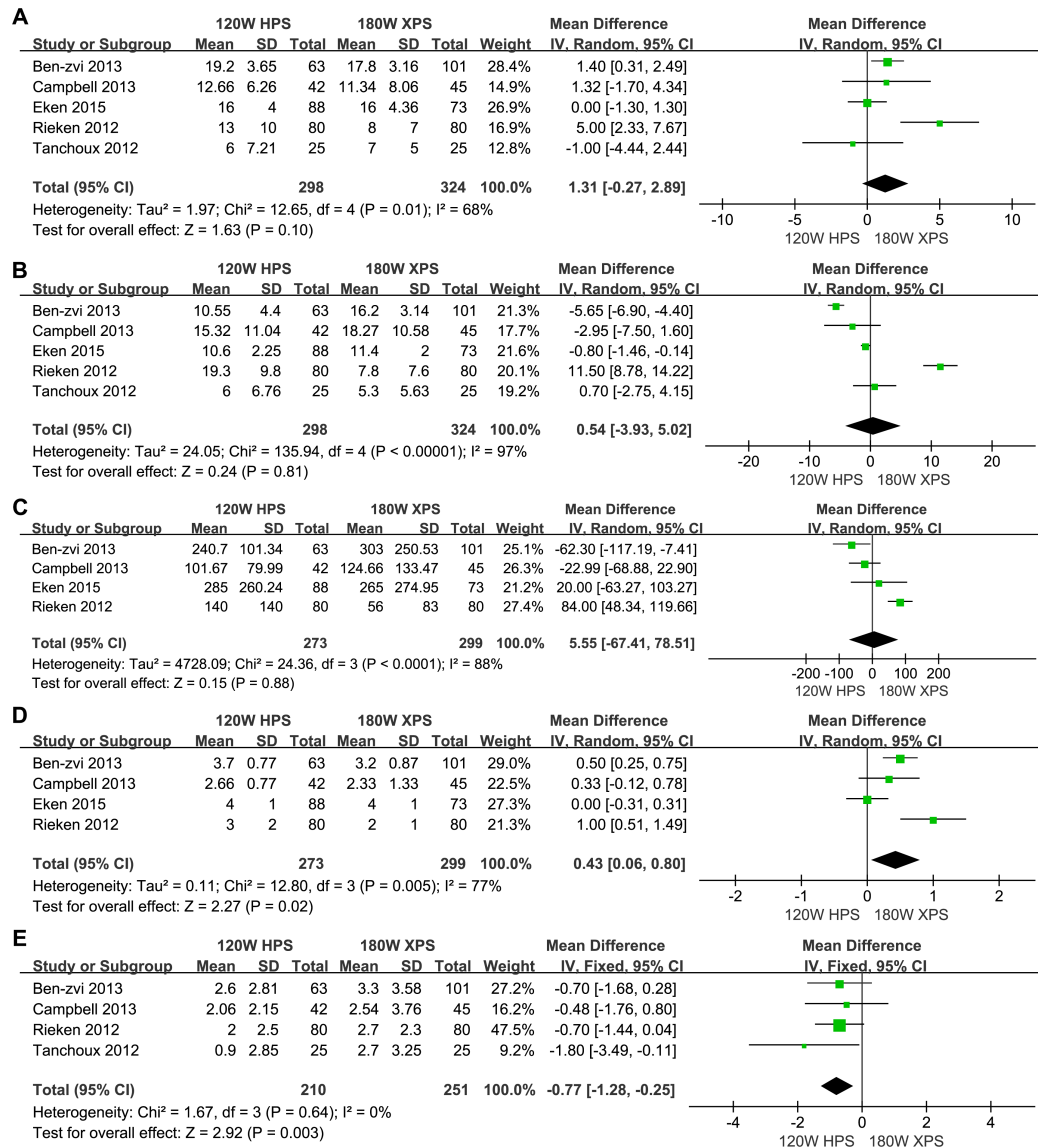 A
120W HPS 180W XPS Mean Difference Mean Difference
Study or Subgroup Mean SD Total Mean SD Total Weight IV, Random, 95% CI IV, Random, 95% CI
Ben-zvi 2013 19.2 3.65 63 17.8 3.16 101 28.4% 1.40 [0.31, 2.49]
Campbell 2013 12.66 6.26 42 11.34 8.06 45 14.9% 1.32 [-1.70, 4.34]
Eken 2015 16 4 88 16 4.36 73 26.9% 0.00 [-1.30, 1.30]
Rieken 2012 13 10 80 8 7 80 16.9% 5.00 [2.33, 7.67]
Tanchoux 2012 6 7.21 25 7 5 25 12.8% -1.00 [-4.44, 2.44]
Total (95% CI) 298 324 100.0% 1.31 [-0.27, 2.89]
Heterogeneity: Tau² = 1.97; Chi² = 12.65, df = 4 (P = 0.01); I² = 68%
Test for overall effect: Z = 1.63 (P = 0.10)
-10 -5 0 5 10
120W HPS 180W XPS
B
120W HPS 180W XPS Mean Difference Mean Difference
Study or Subgroup Mean SD Total Mean SD Total Weight IV, Random, 95% CI IV, Random, 95% CI
Ben-zvi 2013 10.55 4.4 63 16.2 3.14 101 21.3% -5.65 [-6.90, -4.40]
Campbell 2013 15.32 11.04 42 18.27 10.58 45 17.7% -2.95 [-7.50, 1.60]
Eken 2015 10.6 2.25 88 11.4 2 73 21.6% -0.80 [-1.46, -0.14]
Rieken 2012 19.3 9.8 80 7.8 7.6 80 20.1% 11.50 [8.78, 14.22]
Tanchoux 2012 6 6.76 25 5.3 5.63 25 19.2% 0.70 [-2.75, 4.15]
Total (95% CI) 298 324 100.0% 0.54 [-3.93, 5.02]
Heterogeneity: Tau² = 24.05; Chi² = 135.94, df = 4 (P < 0.00001); I² = 97%
Test for overall effect: Z = 0.24 (P = 0.81)
-20 -10 0 10 20
120W HPS 180W XPS
C
120W HPS 180W XPS Mean Difference Mean Difference
Study or Subgroup Mean SD Total Mean SD Total Weight IV, Random, 95% CI IV, Random, 95% CI
Ben-zvi 2013 240.7 101.34 63 303 250.53 101 25.1% -62.30 [-117.19, -7.41]
Campbell 2013 101.67 79.99 42 124.66 133.47 45 26.3% -22.99 [-68.88, 22.90]
Eken 2015 285 260.24 88 265 274.95 73 21.2% 20.00 [-63.27, 103.27]
Rieken 2012 140 140 80 56 83 80 27.4% 84.00 [48.34, 119.66]
Total (95% CI) 273 299 100.0% 5.55 [-67.41, 78.51]
Heterogeneity: Tau² = 4728.09; Chi² = 24.36, df = 3 (P < 0.0001); I² = 88%
Test for overall effect: Z = 0.15 (P = 0.88)
-200 -100 0 100 200
120W HPS 180W XPS
D
120W HPS 180W XPS Mean Difference Mean Difference
Study or Subgroup Mean SD Total Mean SD Total Weight IV, Random, 95% CI IV, Random, 95% CI
Ben-zvi 2013 3.7 0.77 63 3.2 0.87 101 29.0% 0.50 [0.25, 0.75]
Campbell 2013 2.66 0.77 42 2.33 1.33 45 22.5% 0.33 [-0.12, 0.78]
Eken 2015 4 1 88 4 1 73 27.3% 0.00 [-0.31, 0.31]
Rieken 2012 3 2 80 2 1 80 21.3% 1.00 [0.51, 1.49]
Total (95% CI) 273 299 100.0% 0.43 [0.06, 0.80]
Heterogeneity: Tau² = 0.11; Chi² = 12.80, df = 3 (P = 0.005); I² = 77%
Test for overall effect: Z = 2.27 (P = 0.02)
-2 -1 0 1 2
120W HPS 180W XPS
E
120W HPS 180W XPS Mean Difference Mean Difference
Study or Subgroup Mean SD Total Mean SD Total Weight IV, Fixed, 95% CI IV, Fixed, 95% CI
Ben-zvi 2013 2.6 2.81 63 3.3 3.58 101 27.2% -0.70 [-1.68, 0.28]
Campbell 2013 2.06 2.15 42 2.54 3.76 45 16.2% -0.48 [-1.76, 0.80]
Rieken 2012 2 2.5 80 2.7 2.3 80 47.5% -0.70 [-1.44, 0.04]
Tanchoux 2012 0.9 2.85 25 2.7 3.25 25 9.2% -1.80 [-3.49, -0.11]
Total (95% CI) 210 251 100.0% -0.77 [-1.28, -0.25]
Heterogeneity: Chi² = 1.67, df = 3 (P = 0.64); I² = 0%
Test for overall effect: Z = 2.92 (P = 0.003)
-4 -2 0 2 4
120W HPS 180W XPS